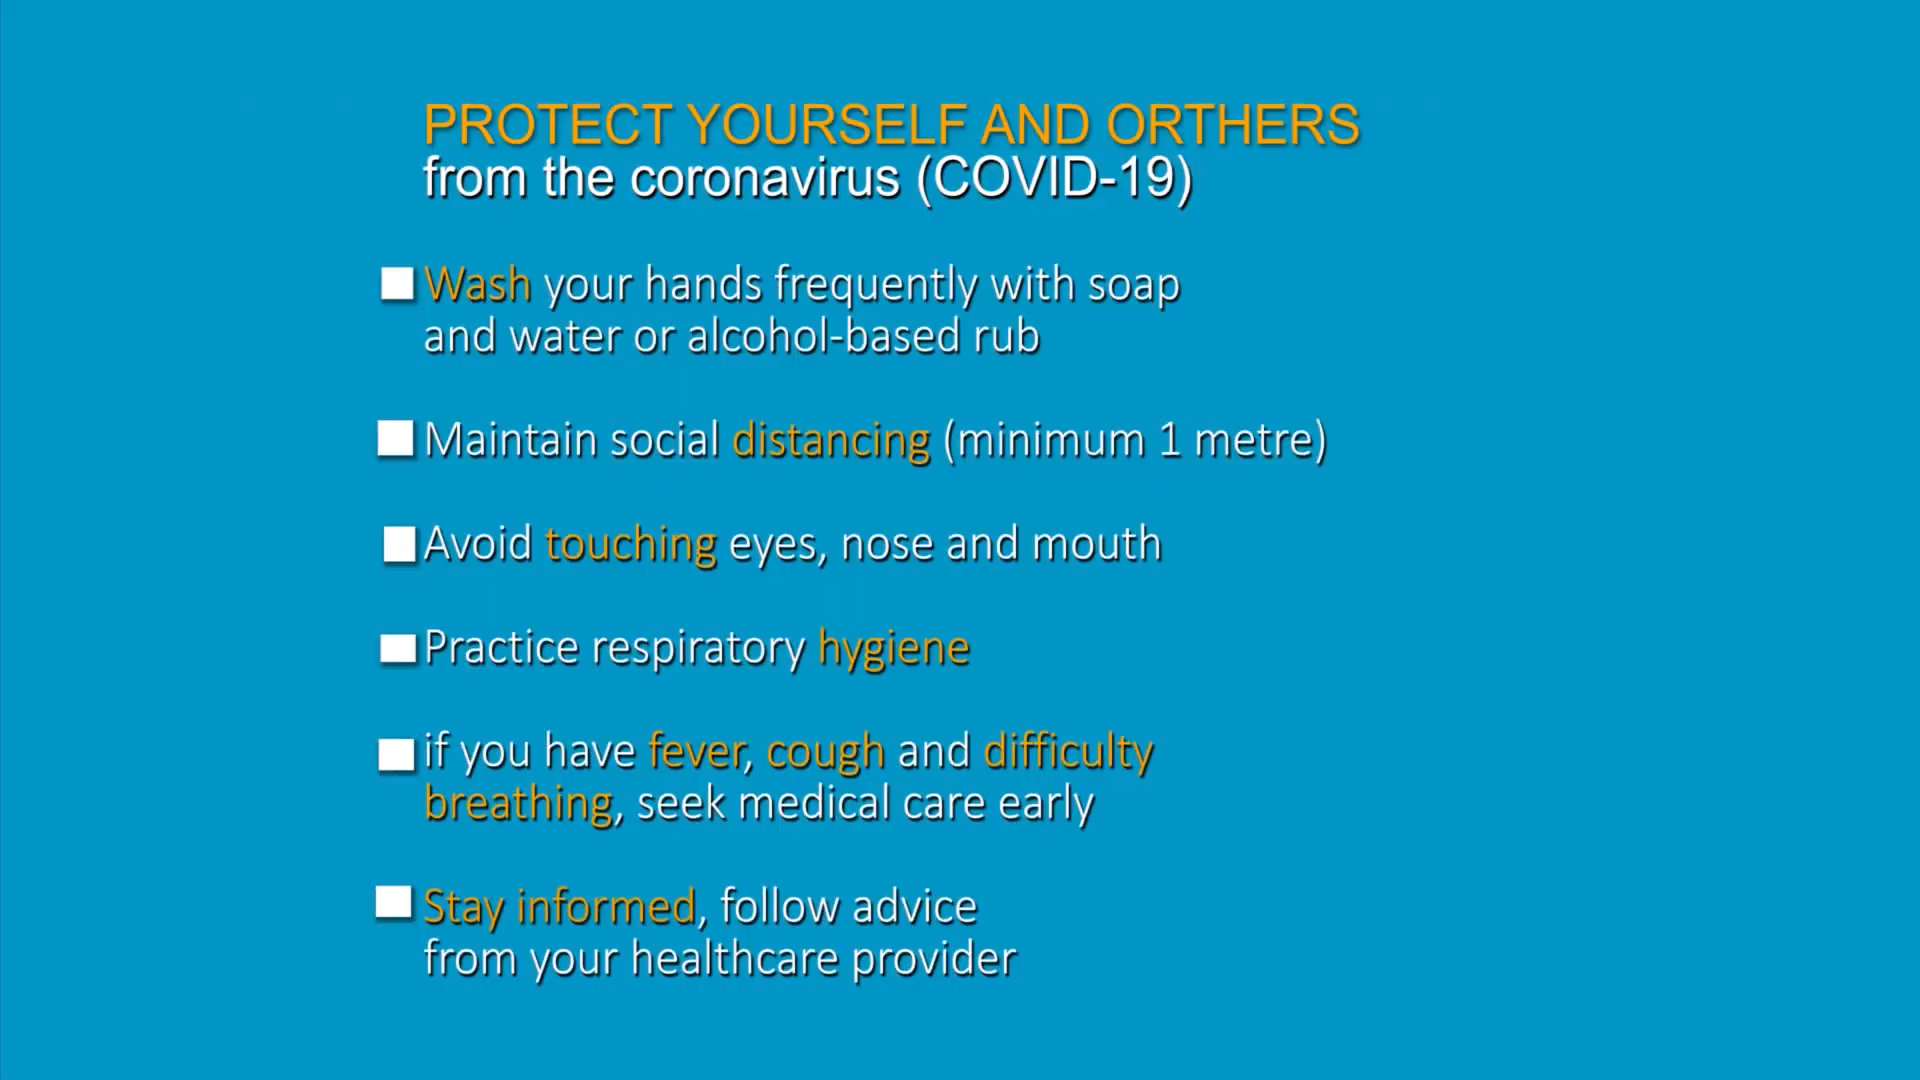 PROTECT YOURSELF AND ORTHERS
from the coronavirus (COVID-19)
Wash your hands frequently with soap
and water or alcohol-based rub
Maintain social distancing (minimum 1 metre)
Avoid touching eyes, nose and mouth
Practice respiratory hygiene
if you have fever, cough and difficulty
breathing, seek medical care early
Stay informed, follow advice
from your healthcare provider